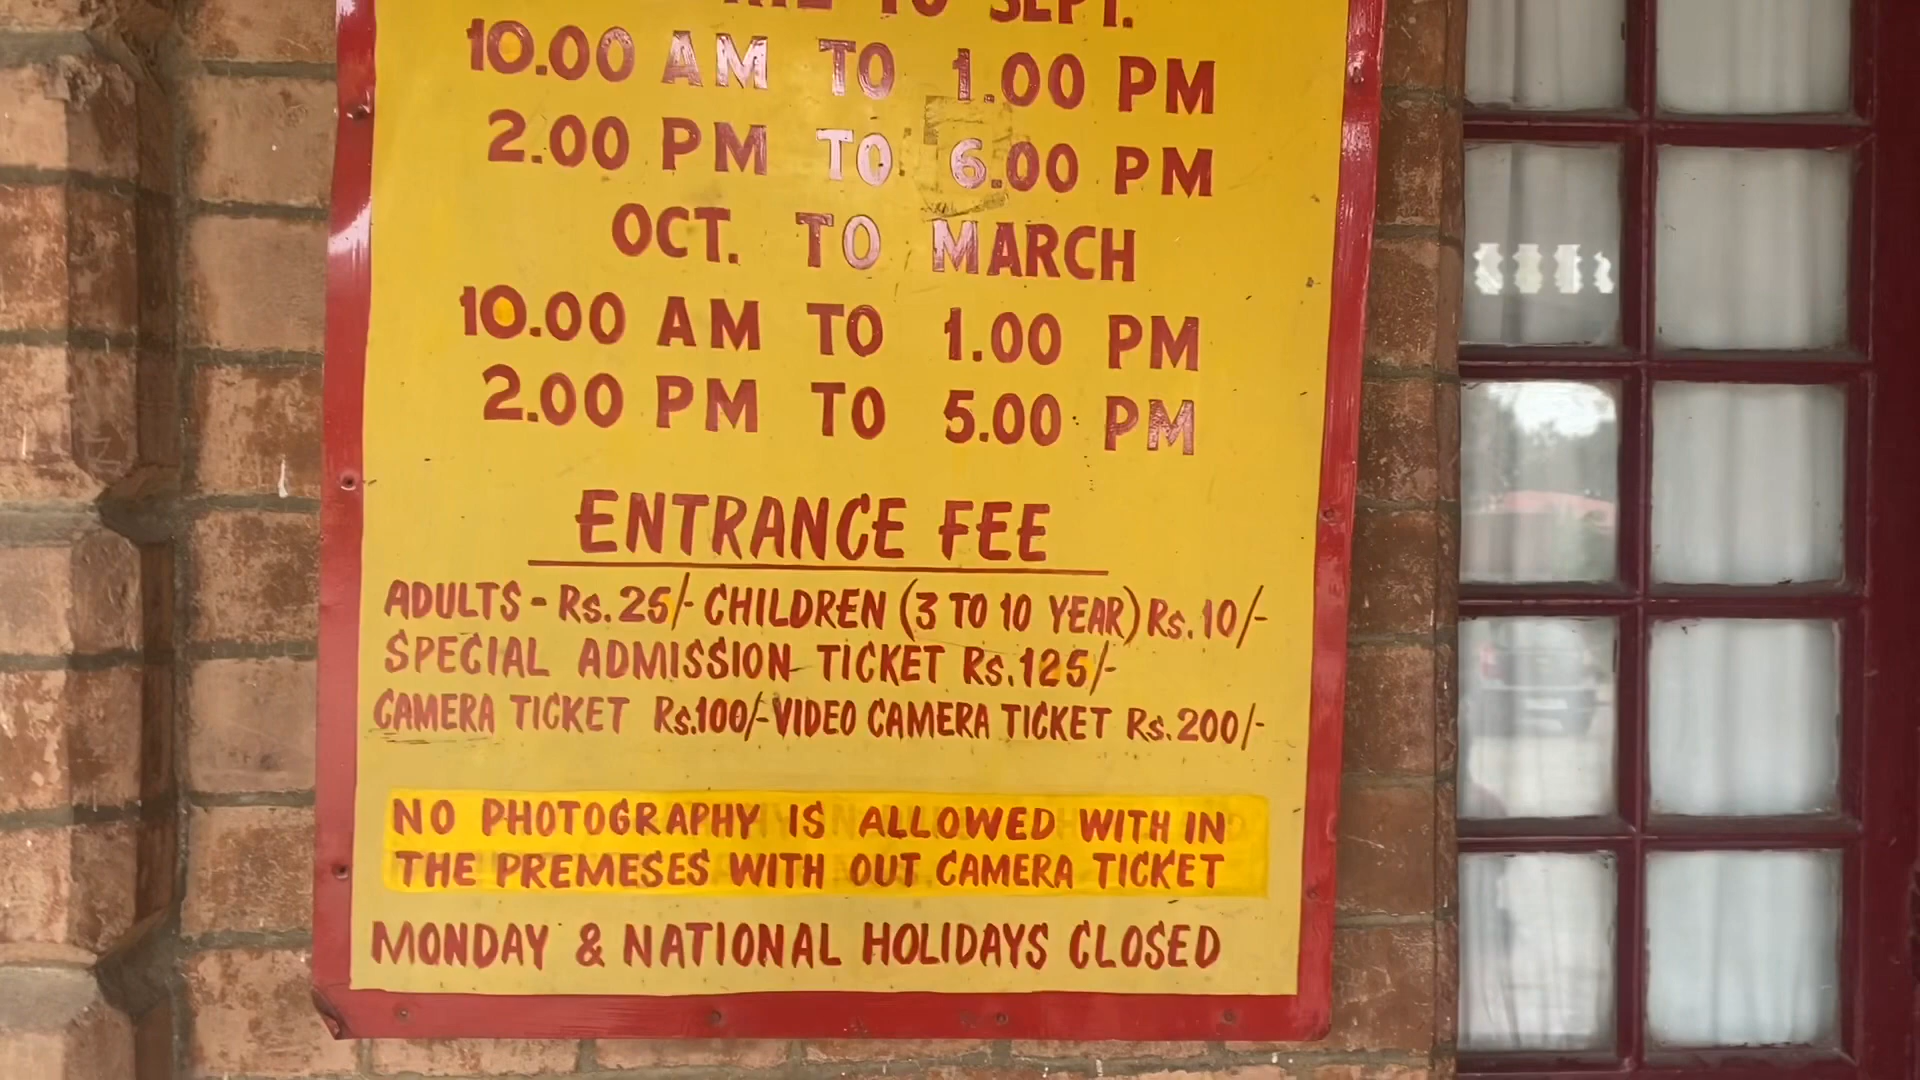 TO SEPT.
10.00 AM TO 1.00 PM
2.00 PM TO 6.00 PM
OCT. TO MARCH
10.00 AM TO 1.00 PM
2.00 PM TO 5.00 PM
ENTRANCE FEE
ADULTS - Rs. 25/- CHILDREN (3 TO 10 YEAR) Rs. 10/-
SPECIAL ADMISSION TICKET Rs. 125/-
CAMERA TICKET Rs.100/- VIDEO CAMERA TICKET Rs. 200/-
NO PHOTOGRAPHY IS ALLOWED WITH IN
THE PREMESES WITH OUT CAMERA TICKET
MONDAY & NATIONAL HOLIDAYS CLOSED